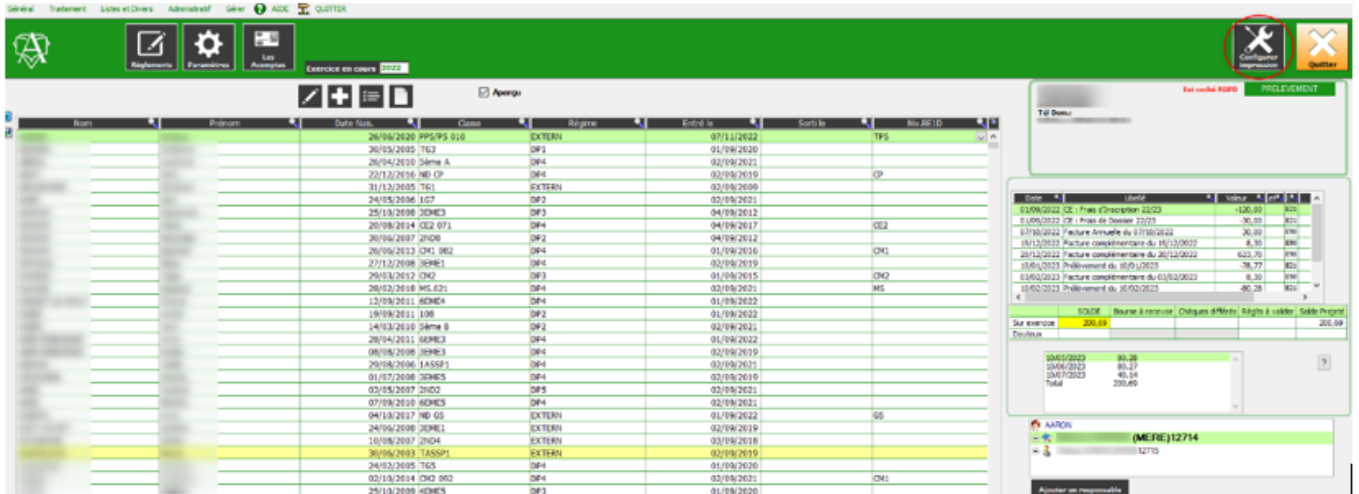 Général Traitement Listes et Divers Administratif Gérer ? AIDE QUITTER
Règlements Paramètres Les Acomptes Exercice en cours 2022 Configurer impression Quitter
Aperçu
Est coché RGPD PRELEVEMENT
Tél Domu:
Nom Prénom Date Nais. Classe Régime Entré le Sorti le Niv.BE1D
26/06/2020 PPS/PS 010 EXTERN 07/11/2022 TPS
30/05/2005 TG3 DP1 01/09/2020
26/04/2010 5ème A DP4 02/09/2021
22/12/2016 ND CP DP4 02/09/2019 CP
31/12/2005 TG1 EXTERN 02/09/2009
24/05/2006 1G7 DP2 02/09/2021
25/10/2008 3EME3 DP3 04/09/2012
20/08/2014 CE2 071 DP4 04/09/2017 CE2
30/06/2007 2ND8 DP2 04/09/2012
26/06/2013 CM1 082 DP4 01/09/2016 CM1
27/12/2008 3EME1 DP4 02/09/2019
29/03/2012 CM2 DP3 01/09/2015 CM2
28/02/2018 MS.021 DP4 02/09/2021 MS
12/09/2011 6EME4 DP4 01/09/2022
19/09/2011 108 DP2 01/09/2022
14/03/2010 5ème B DP2 02/09/2021
28/04/2011 6EME3 DP4 01/09/2022
08/08/2008 3EME3 DP4 02/09/2019
29/08/2006 1ASSP1 DP4 02/09/2021
01/07/2008 3EME5 DP4 02/09/2019
03/05/2007 2ND2 DP5 02/09/2021
07/09/2010 6EME5 DP4 02/09/2021
04/10/2017 ND GS EXTERN 01/09/2022 GS
24/06/2008 3EME1 EXTERN 02/09/2019
10/08/2007 2ND4 EXTERN 03/09/2018
30/06/2003 TASSP1 EXTERN 02/09/2019
24/02/2005 TG5 DP4 01/09/2020
02/10/2014 CM2 092 DP4 02/09/2021 CM1
25/10/2009 4EME5 DP3 01/09/2020
Date Libellé Valeur
01/09/2022 CE : Frais d'Inscription 22/23 -120,00
01/09/2022 CE : Frais de Dossier 22/23 -30,00
07/10/2022 Facture Annuelle du 07/10/2022 30,00
19/12/2022 Facture complémentaire du 19/12/2022 8,30
20/12/2022 Facture complémentaire du 20/12/2022 623,70
10/01/2023 Prélèvement du 10/01/2023 -78,77
03/02/2023 Facture complémentaire du 03/02/2023 8,30
10/02/2023 Prélèvement du 10/02/2023 -80,28
SOLDE Bourse à recevoir Chèques différés Règlts à valider Solde Projeté
Sur exercice 200,69 200,69
Douteux
10/05/2023 80,28
10/06/2023 80,27
10/07/2023 40,14
Total 200,69
?
AARON
(MERE)12714
12715
Ajouter un responsable